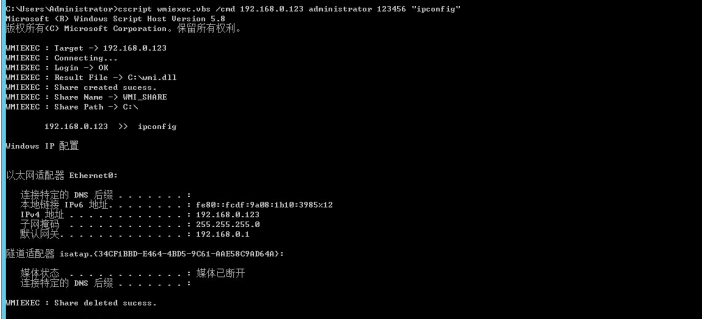 C:\Users\Administrator>cscript wmiexec.vbs /cmd 192.168.0.123 administrator 123456 "ipconfig"
Microsoft (R) Windows Script Host Version 5.8
版权所有(C) Microsoft Corporation。保留所有权利。
WMIEXEC : Target -> 192.168.0.123
WMIEXEC : Connecting...
WMIEXEC : Login -> OK
WMIEXEC : Result File -> C:\wmi.dll
WMIEXEC : Share created sucess.
WMIEXEC : Share Name -> WMI_SHARE
WMIEXEC : Share Path -> C:\
192.168.0.123 >> ipconfig
Windows IP 配置
以太网适配器 Ethernet0:
连接特定的 DNS 后缀 . . . . . . . :
本地链接 IPv6 地址. . . . . . . . : fe80::fcdf:9a08:1b10:3985%12
IPv4 地址 . . . . . . . . . . . . : 192.168.0.123
子网掩码 . . . . . . . . . . . . : 255.255.255.0
默认网关. . . . . . . . . . . . . : 192.168.0.1
隧道适配器 isatap.{34CF1BBD-E464-4BD5-9C61-AAE58C9AD64A}:
媒体状态 . . . . . . . . . . . . : 媒体已断开
连接特定的 DNS 后缀 . . . . . . . :
WMIEXEC : Share deleted sucess.